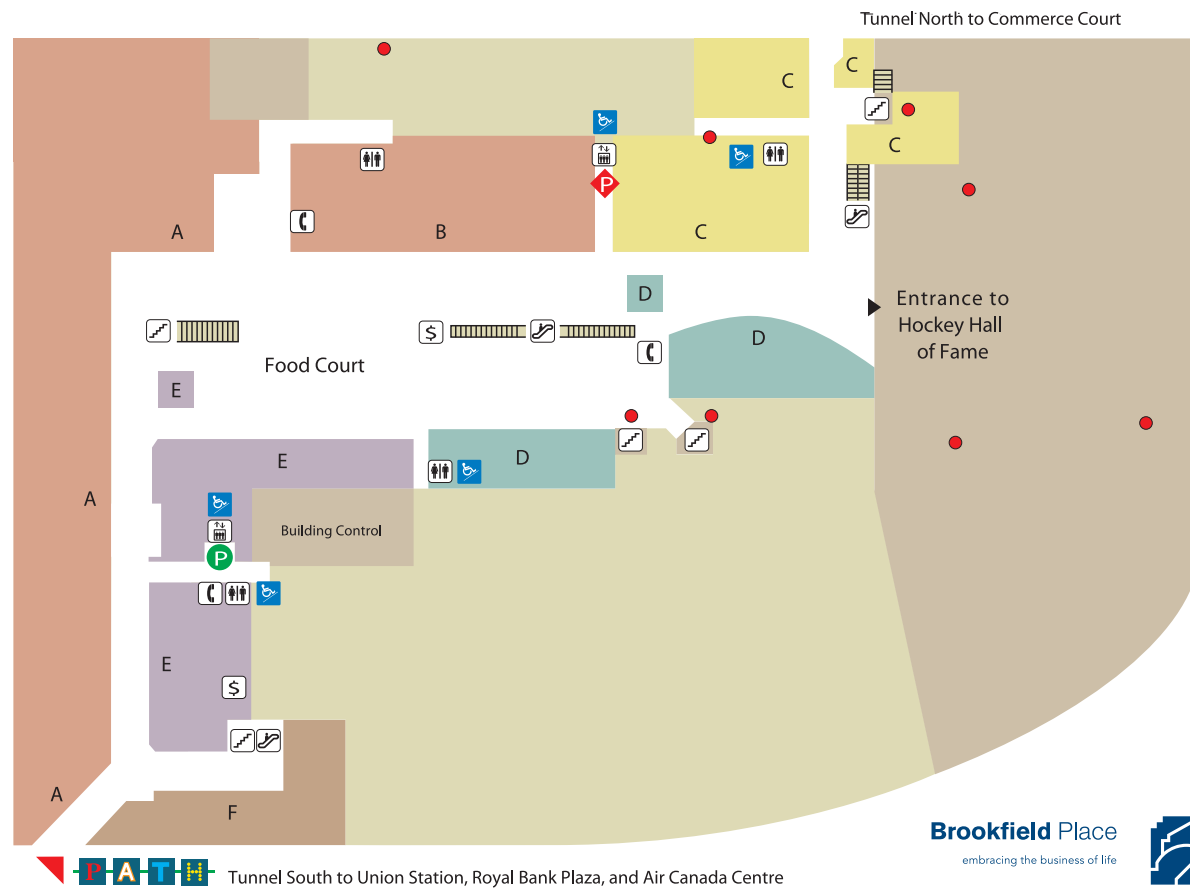 Tunnel North to Commerce Court
C
C
C
P
A
B
C
D
Entrance to
Hockey Hall
of Fame
$
D
Food Court
E
E
D
A
Building Control
P
E
$
A
F
Brookfield Place
embracing the business of life
PATH
Tunnel South to Union Station, Royal Bank Plaza, and Air Canada Centre